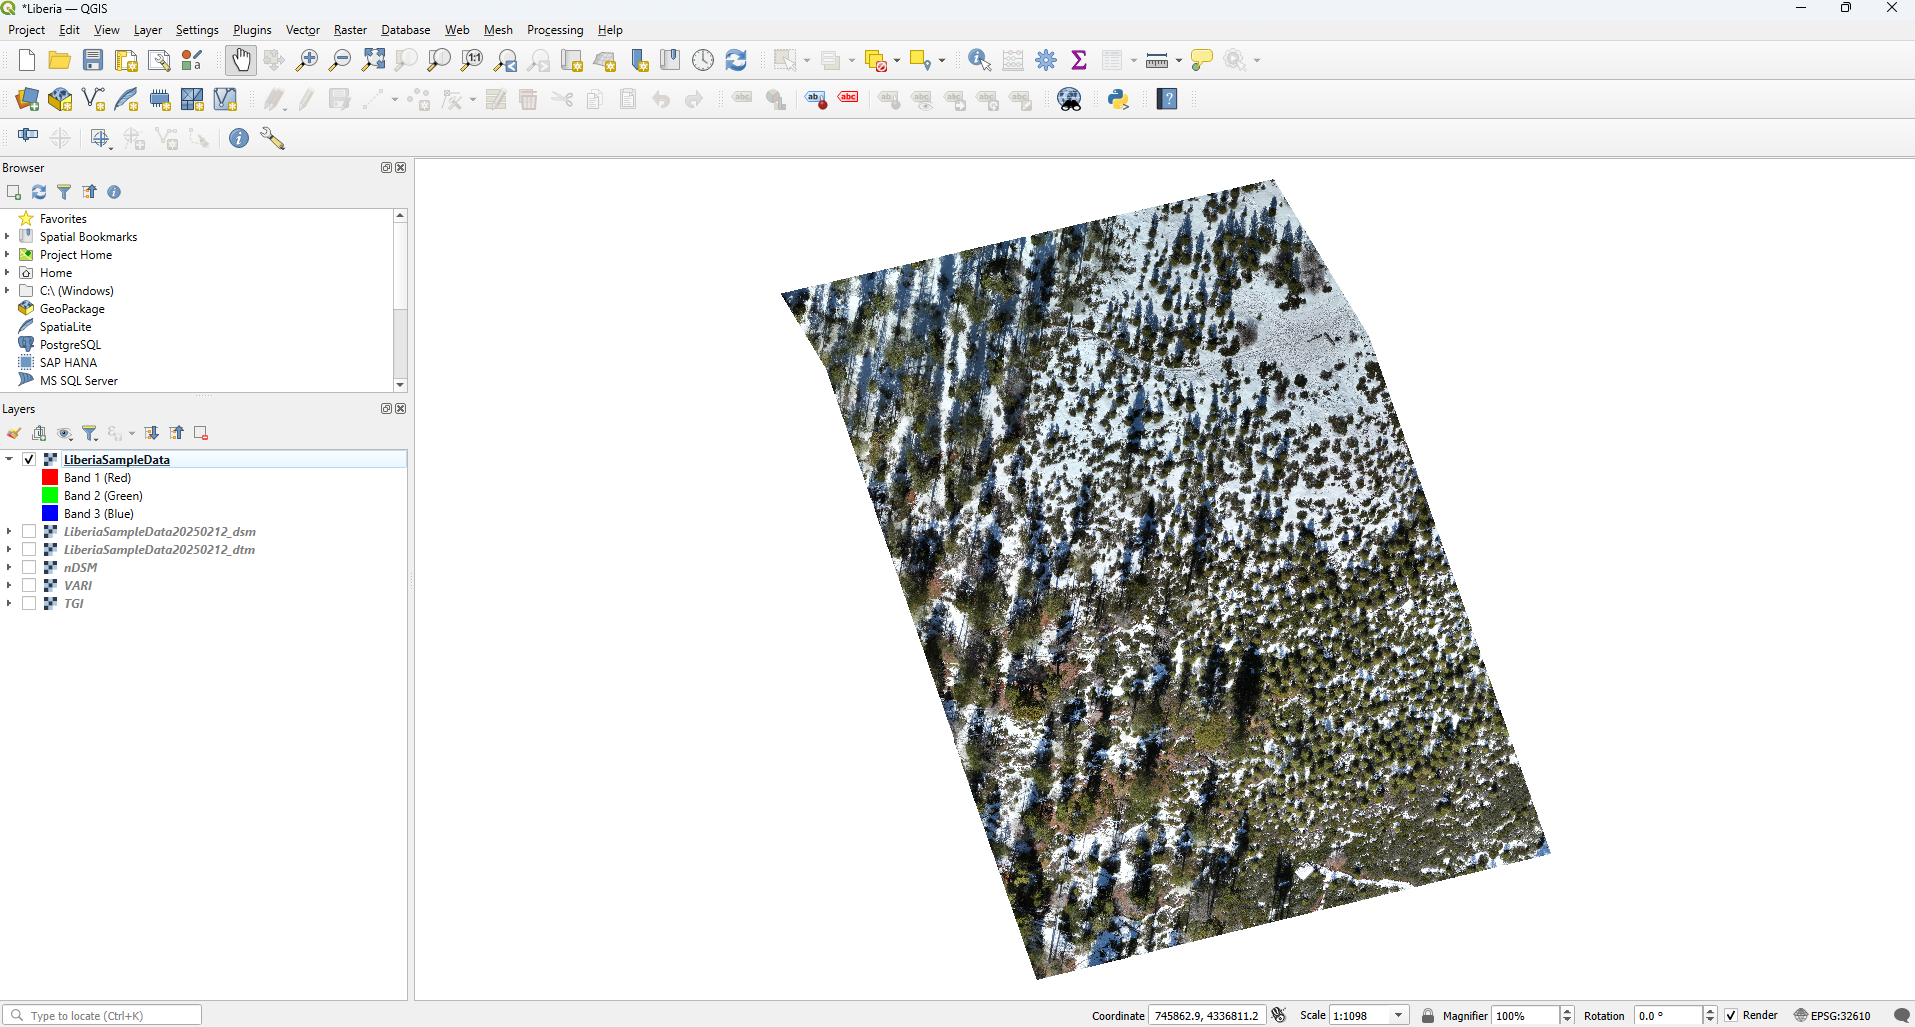 *Liberia — QGIS
Project Edit View Layer Settings Plugins Vector Raster Database Web Mesh Processing Help
Browser
Favorites
Spatial Bookmarks
Project Home
Home
C:\ (Windows)
GeoPackage
SpatiaLite
PostgreSQL
SAP HANA
MS SQL Server
Layers
LiberiaSampleData
Band 1 (Red)
Band 2 (Green)
Band 3 (Blue)
LiberiaSampleData20250212_dsm
LiberiaSampleData20250212_dtm
nDSM
VARI
TGI
Type to locate (Ctrl+K) Coordinate 745862.9, 4336811.2 Scale 1:1098 Magnifier 100% Rotation 0.0 ° Render EPSG:32610